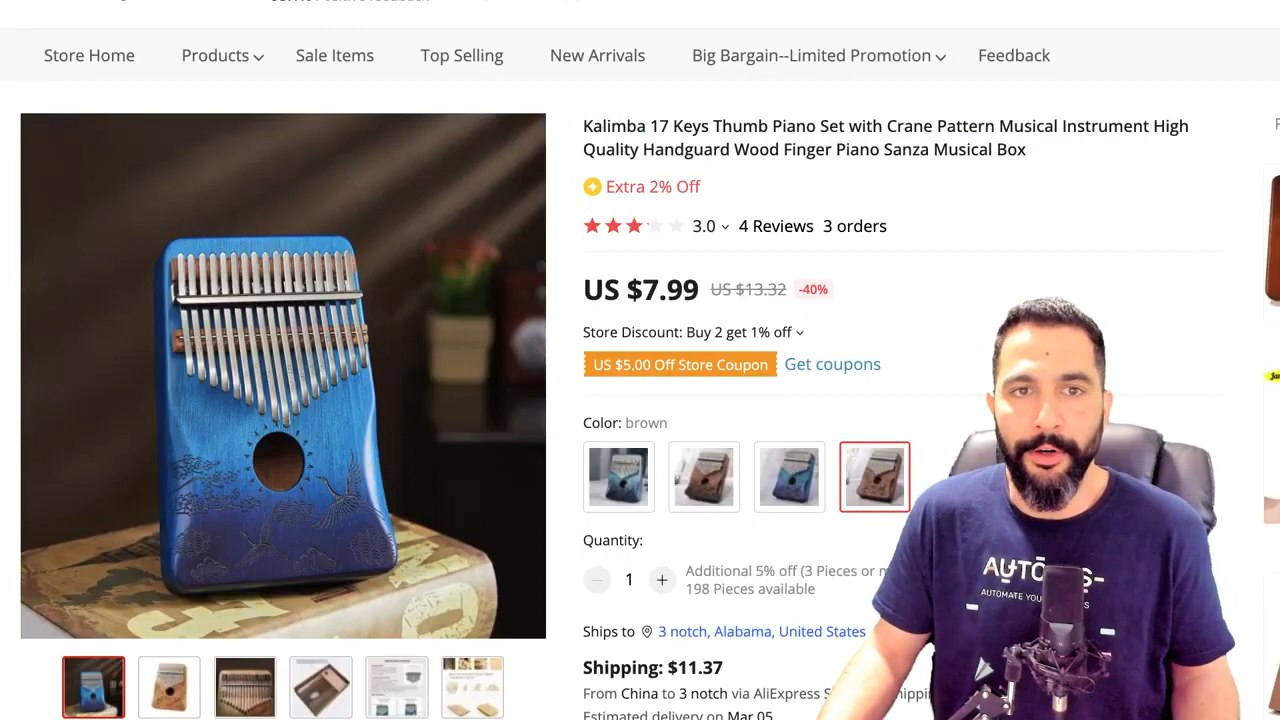 Store Home Products Sale Items Top Selling New Arrivals Big Bargain--Limited Promotion Feedback
Kalimba 17 Keys Thumb Piano Set with Crane Pattern Musical Instrument High
Quality Handguard Wood Finger Piano Sanza Musical Box
Extra 2% Off
3.0 4 Reviews 3 orders
US $7.99 US $13.32 -40%
Store Discount: Buy 2 get 1% off
US $5.00 Off Store Coupon Get coupons
Color: brown
Quantity:
1
Additional 5% off (3 Pieces or
198 Pieces available
Ships to 3 notch, Alabama, United States
Shipping: $11.37
From China to 3 notch via AliExpress
Estimated delivery on Mar 05
AUTO
AUTOMATE YOU